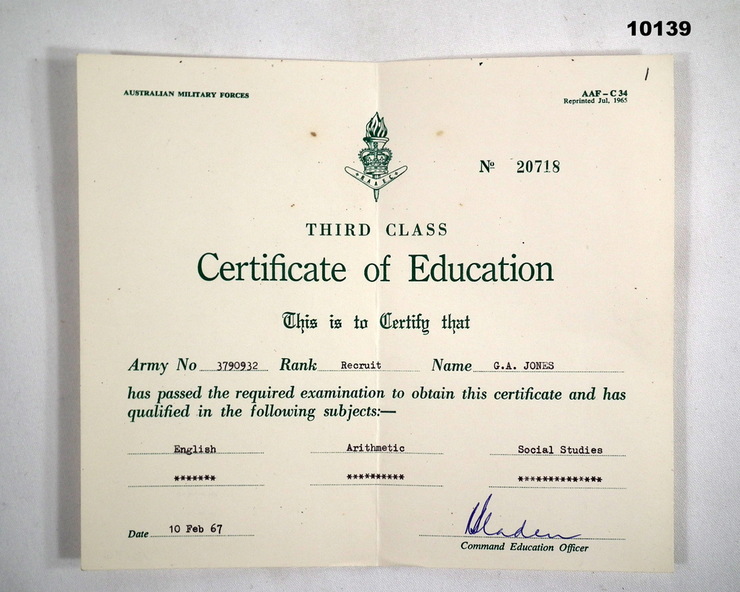 10139
AUSTRALIAN MILITARY FORCES
AAF – C 34
Reprinted Jul, 1965
Nº 20718
THIRD CLASS
Certificate of Education
This is to Certify that
Army No 3790932 Rank Recruit Name G.A. JONES
has passed the required examination to obtain this certificate and has
qualified in the following subjects:—
English Arithmetic Social Studies
******* ********** **************
Date 10 Feb 67
Command Education Officer